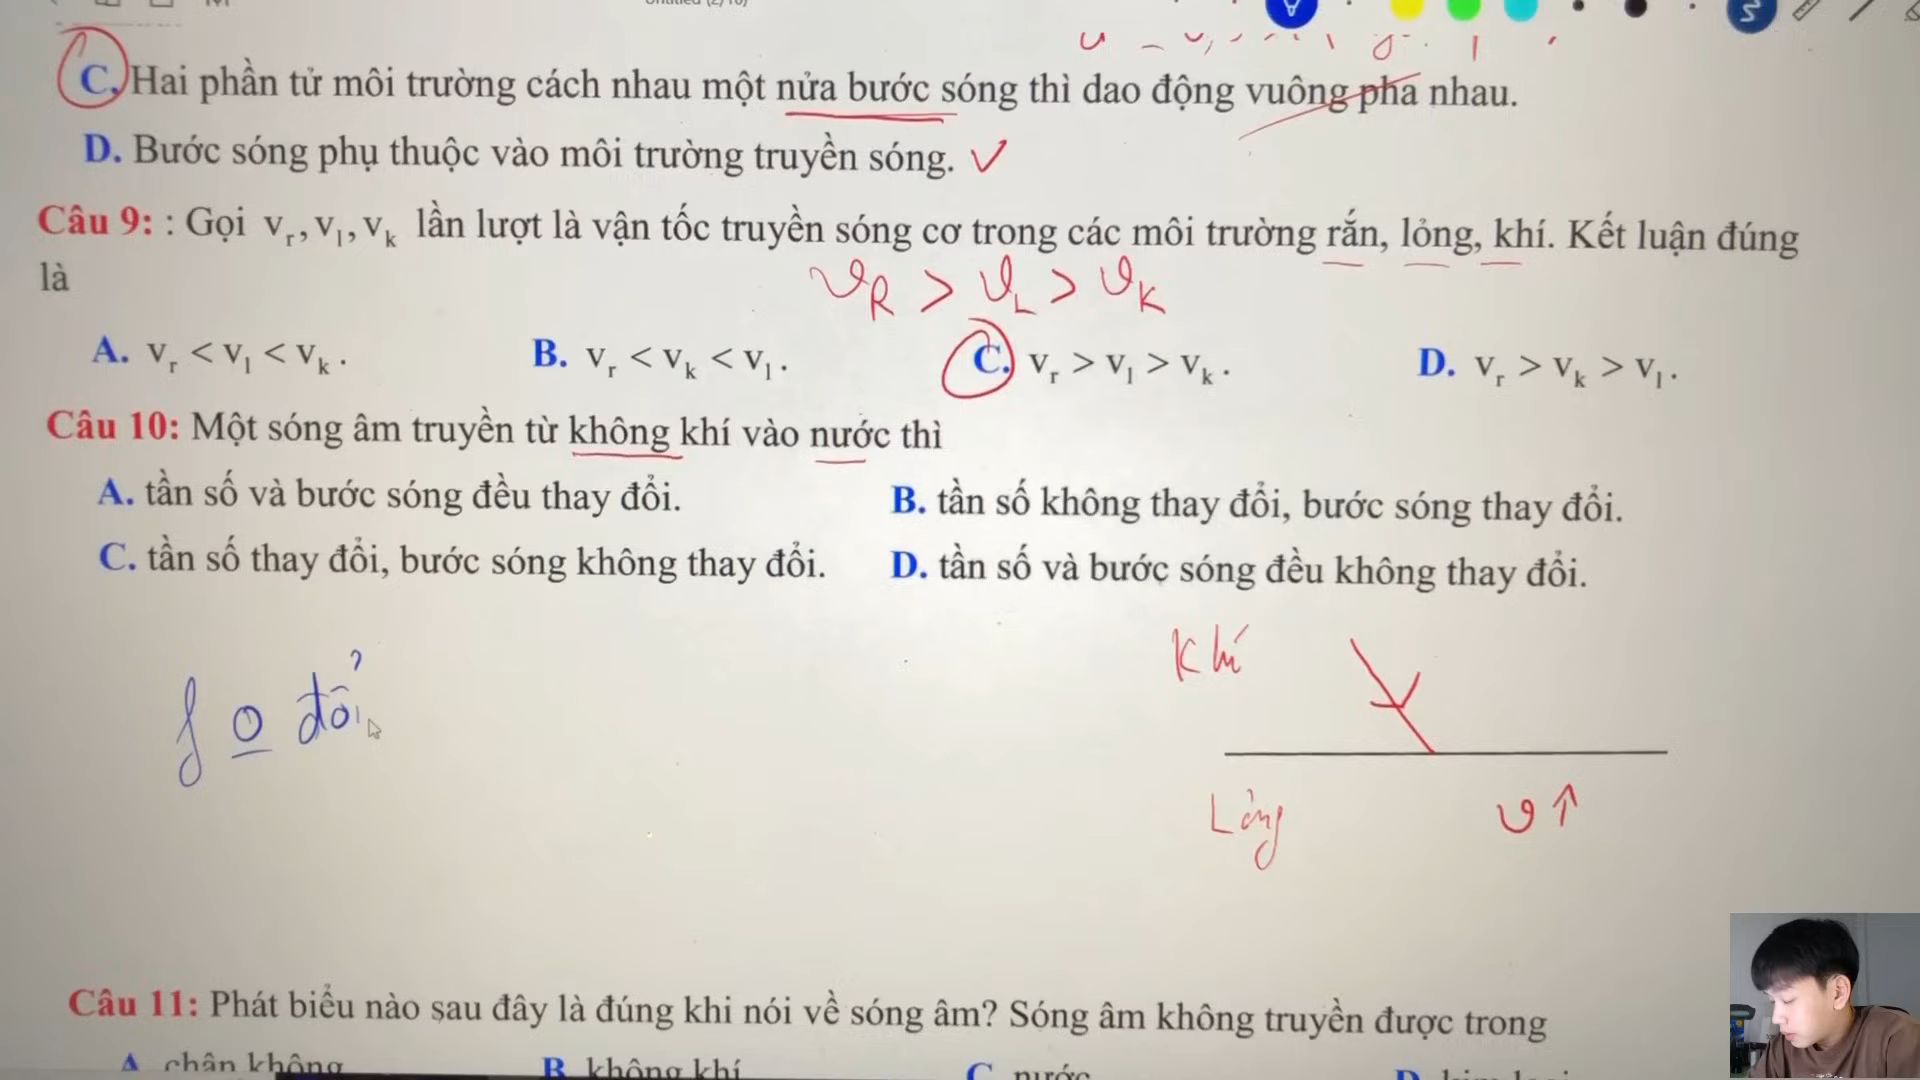 C. Hai phần tử môi trường cách nhau một nửa bước sóng thì dao động vuông pha nhau.
D. Bước sóng phụ thuộc vào môi trường truyền sóng.
Câu 9: : Gọi v_r, v_l, v_k lần lượt là vận tốc truyền sóng cơ trong các môi trường rắn, lỏng, khí. Kết luận đúng
là
v_R > v_L > v_K
A. v_r < v_l < v_k. B. v_r < v_k < v_l. C. v_r > v_l > v_k. D. v_r > v_k > v_l.
Câu 10: Một sóng âm truyền từ không khí vào nước thì
A. tần số và bước sóng đều thay đổi. B. tần số không thay đổi, bước sóng thay đổi.
C. tần số thay đổi, bước sóng không thay đổi. D. tần số và bước sóng đều không thay đổi.
Khí
f o đổi
Lỏng v ↑
Câu 11: Phát biểu nào sau đây là đúng khi nói về sóng âm? Sóng âm không truyền được trong
A. chân không B. không khí C. nước D. kim loại